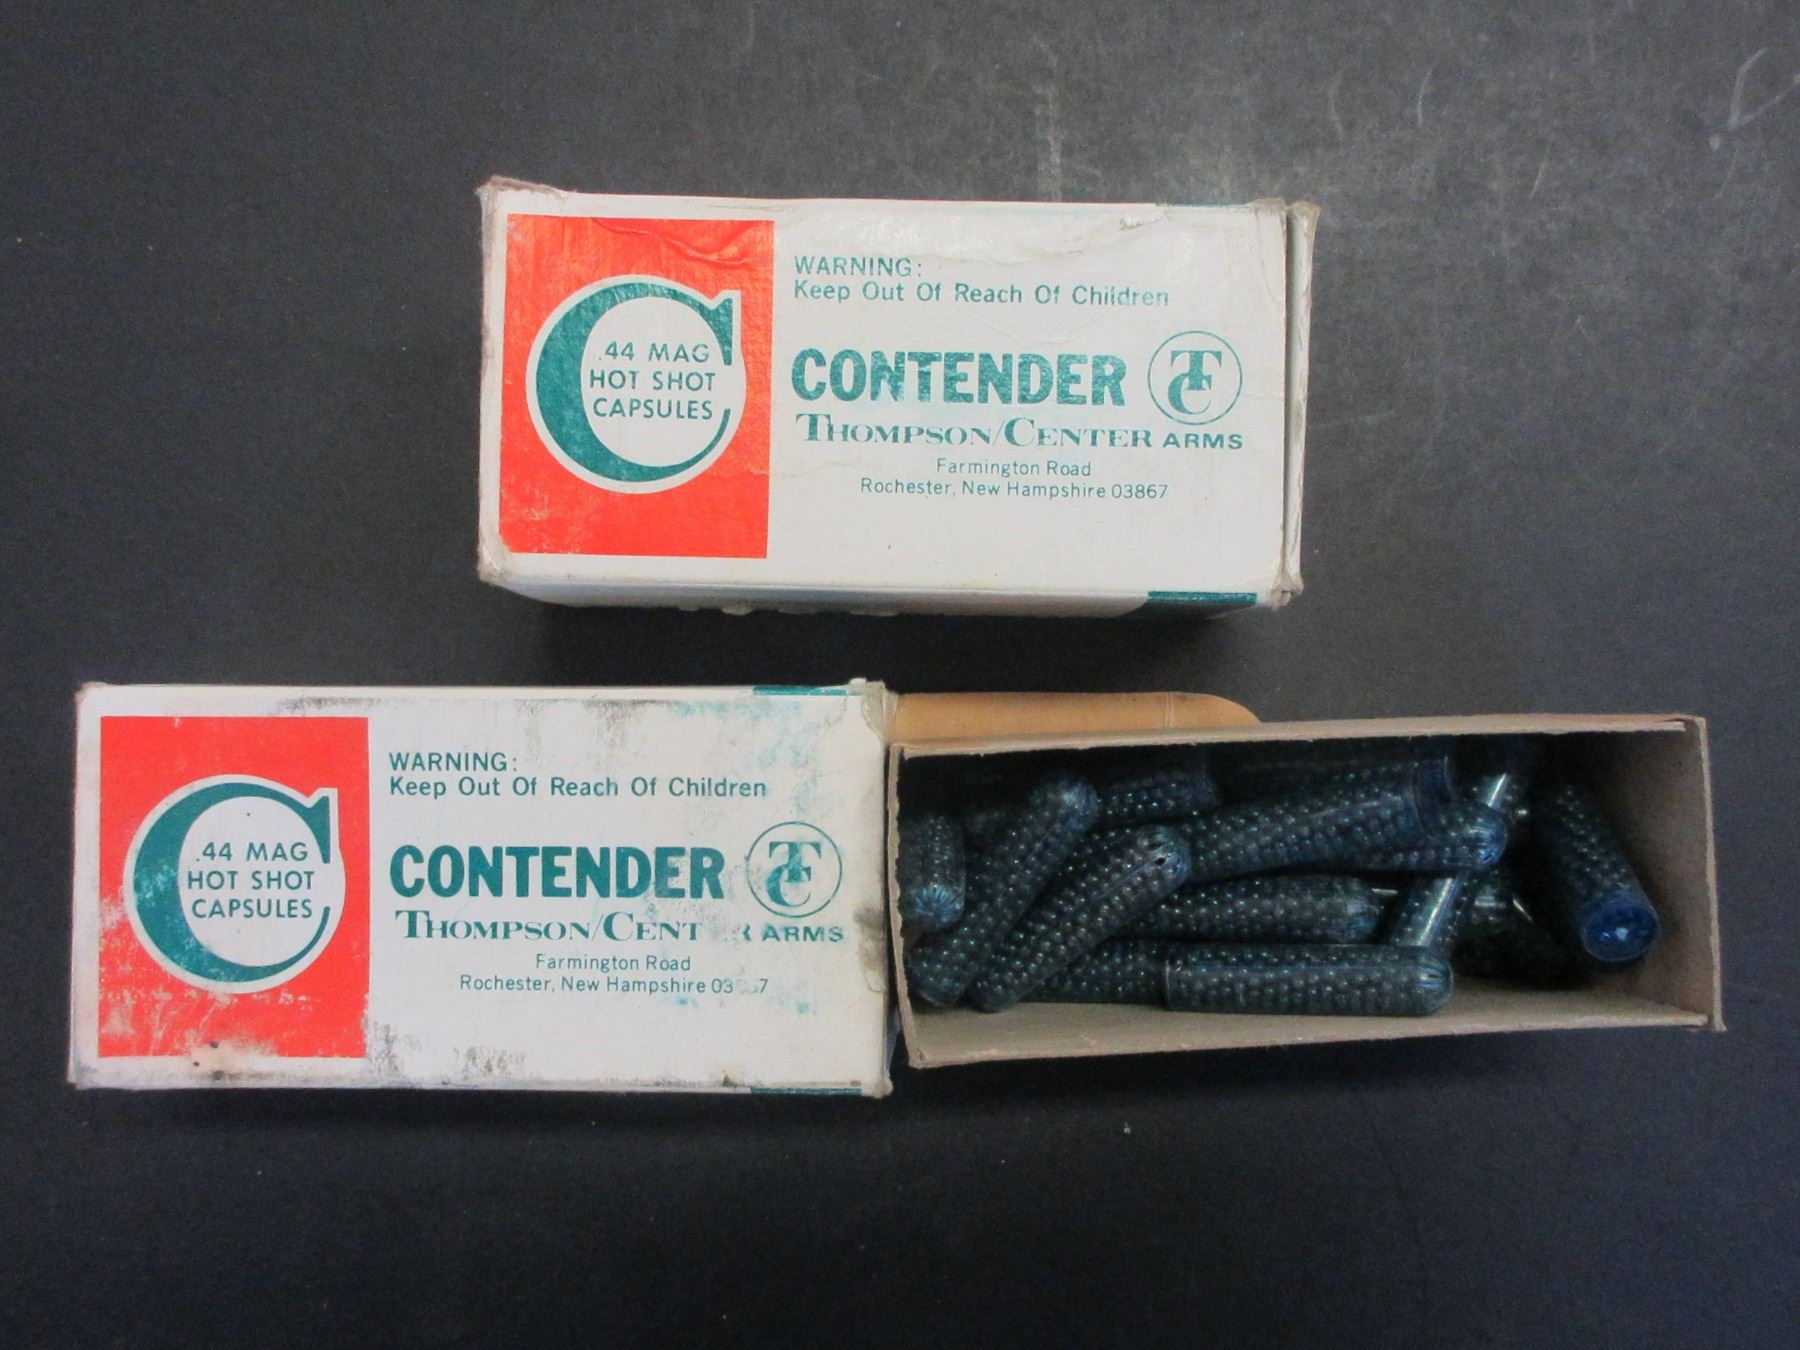 WARNING:
Keep Out Of Reach Of Children
C
.44 MAG
HOT SHOT
CAPSULES
CONTENDER TC
THOMPSON/CENTER ARMS
Farmington Road
Rochester, New Hampshire 03867
WARNING:
Keep Out Of Reach Of Children
C
.44 MAG
HOT SHOT
CAPSULES
CONTENDER TC
THOMPSON/CENT R ARMS
Farmington Road
Rochester, New Hampshire